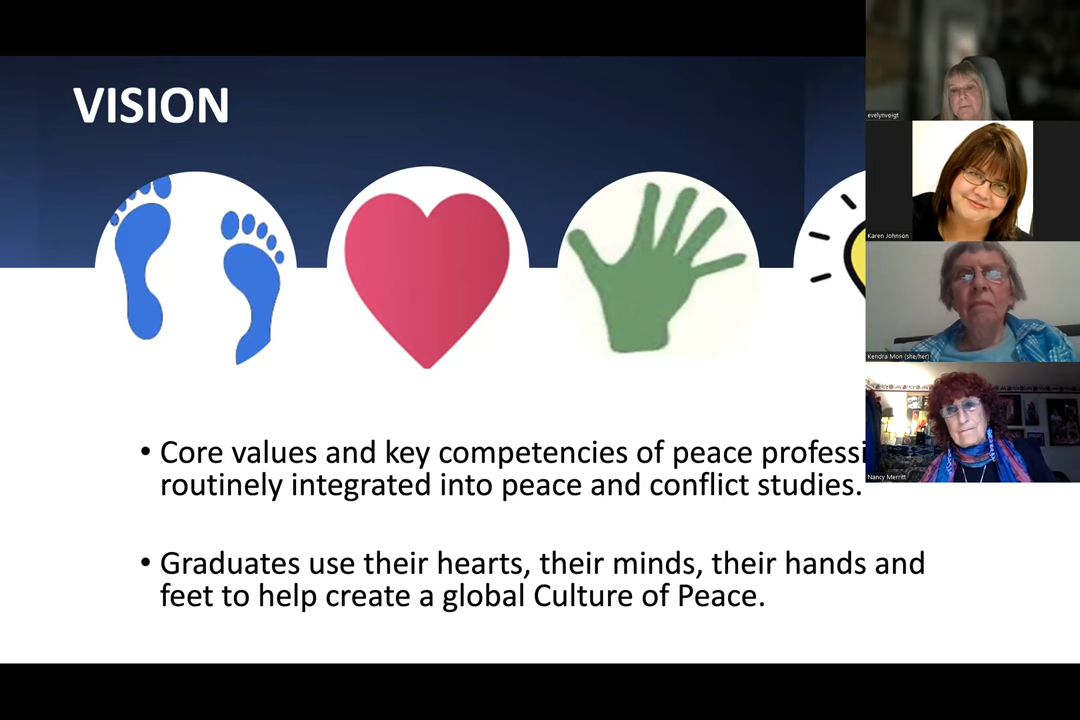 VISION
• Core values and key competencies of peace professi
routinely integrated into peace and conflict studies.
• Graduates use their hearts, their minds, their hands and
feet to help create a global Culture of Peace.
evelynvoigt
Karen Johnson
Kendra Mon (she/her)
Nancy Merritt